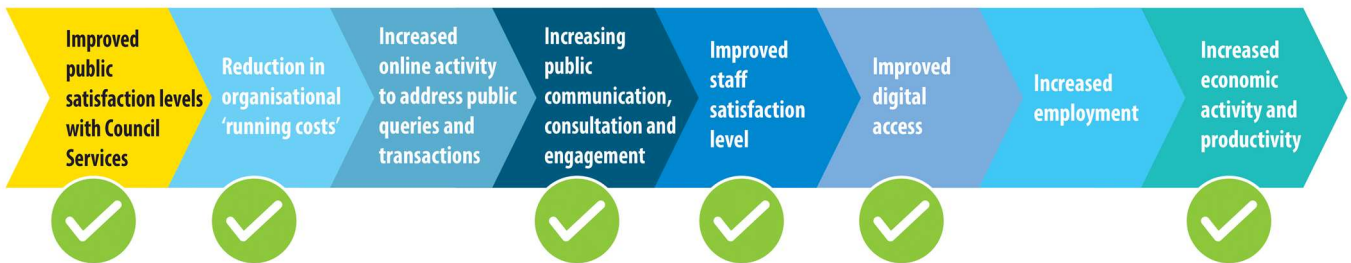 Improved
public
satisfaction levels
with Council
Services
Reduction in
organisational
‘running costs’
Increased
online activity
to address public
queries and
transactions
Increasing
public
communication,
consultation and
engagement
Improved
staff
satisfaction
level
Improved
digital
access
Increased
employment
Increased
economic
activity and
productivity